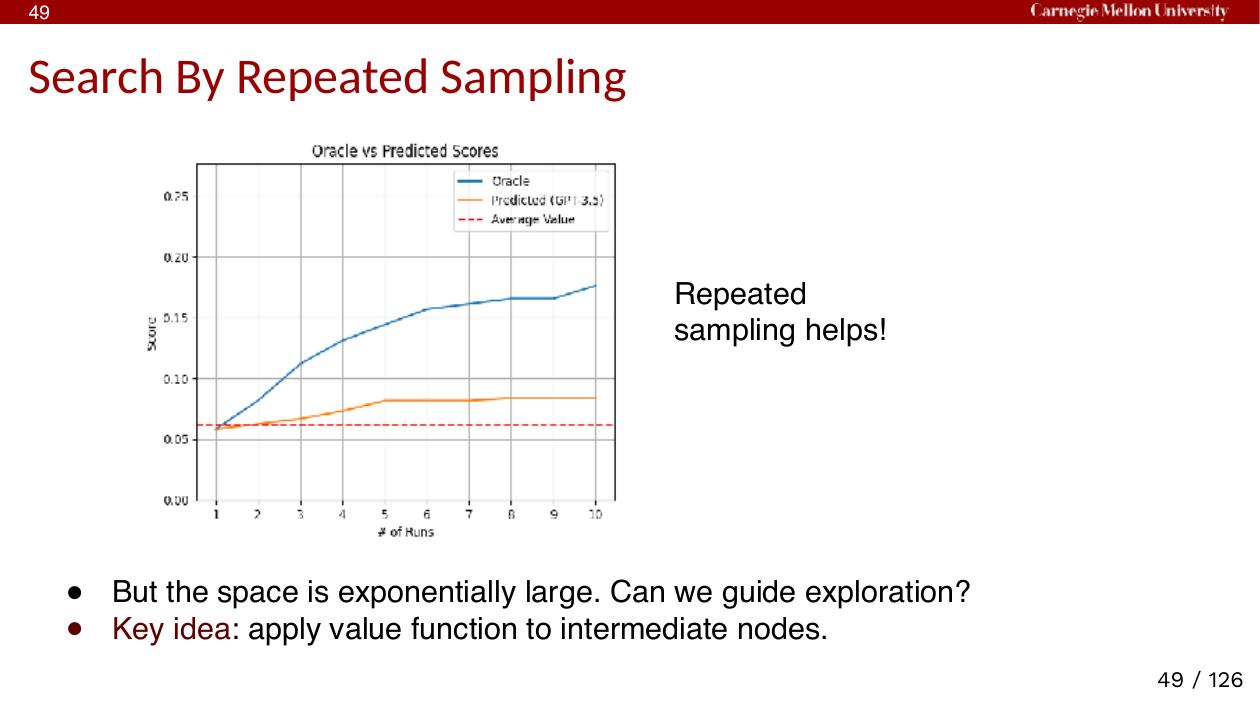 49
Carnegie Mellon University
Search By Repeated Sampling
Oracle vs Predicted Scores
Oracle
Predicted (GPT-3.5)
Average Value
0.25
0.20
0.15
0.10
0.05
0.00
Score
1 2 3 4 5 6 7 8 9 10
# of Runs
Repeated
sampling helps!
● But the space is exponentially large. Can we guide exploration?
● Key idea: apply value function to intermediate nodes.
49 / 126